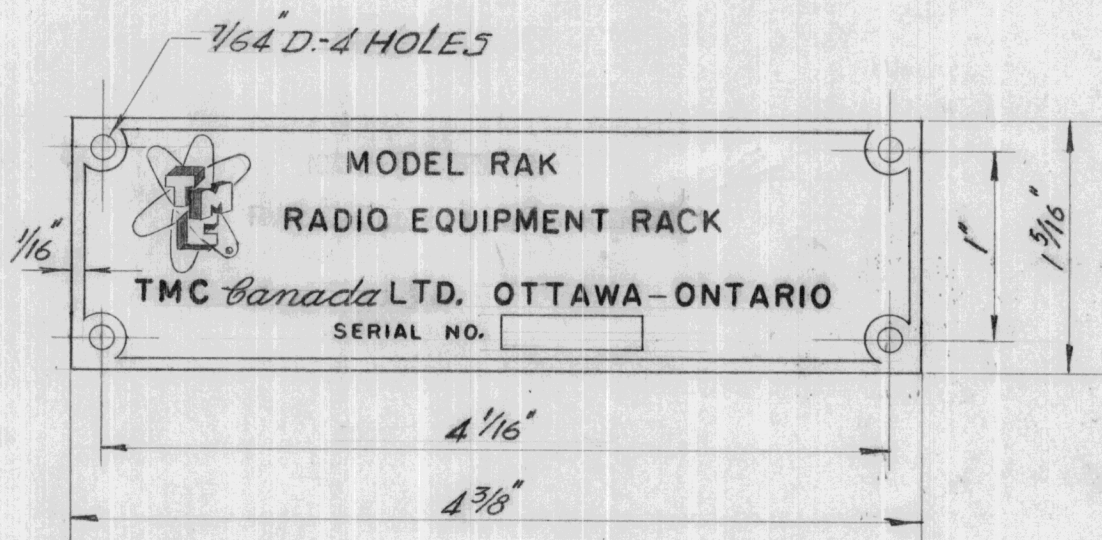 7/64" D.-4 HOLES
TMC
MODEL RAK
RADIO EQUIPMENT RACK
TMC Canada LTD. OTTAWA-ONTARIO
SERIAL NO.
1/16"
1"
1 5/16"
4 1/16"
4 3/8"